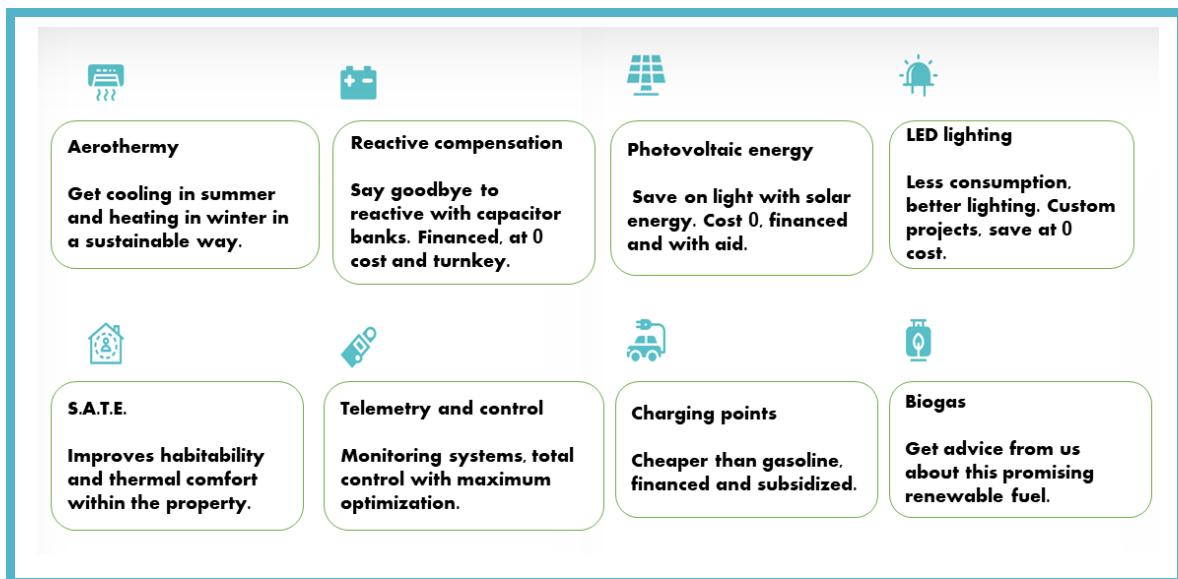 Aerothermy
Get cooling in summer
and heating in winter in
a sustainable way.
Reactive compensation
Say goodbye to
reactive with capacitor
banks. Financed, at 0
cost and turnkey.
Photovoltaic energy
Save on light with solar
energy. Cost 0, financed
and with aid.
LED lighting
Less consumption,
better lighting. Custom
projects, save at 0
cost.
S.A.T.E.
Improves habitability
and thermal comfort
within the property.
Telemetry and control
Monitoring systems, total
control with maximum
optimization.
Charging points
Cheaper than gasoline,
financed and subsidized.
Biogas
Get advice from us
about this promising
renewable fuel.